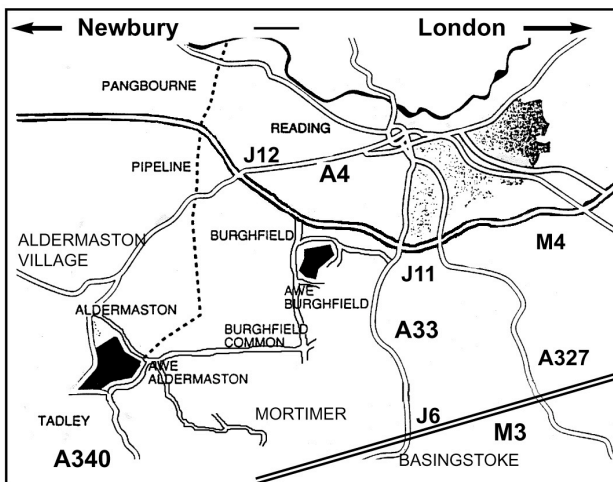 Newbury
London
PANGBOURNE
READING
J12
PIPELINE
A4
ALDERMASTON
VILLAGE
BURGHFIELD
M4
J11
AWE
BURGHFIELD
ALDERMASTON
BURGHFIELD
COMMON
A33
AWE
ALDERMASTON
A327
TADLEY
MORTIMER
J6
M3
A340
BASINGSTOKE